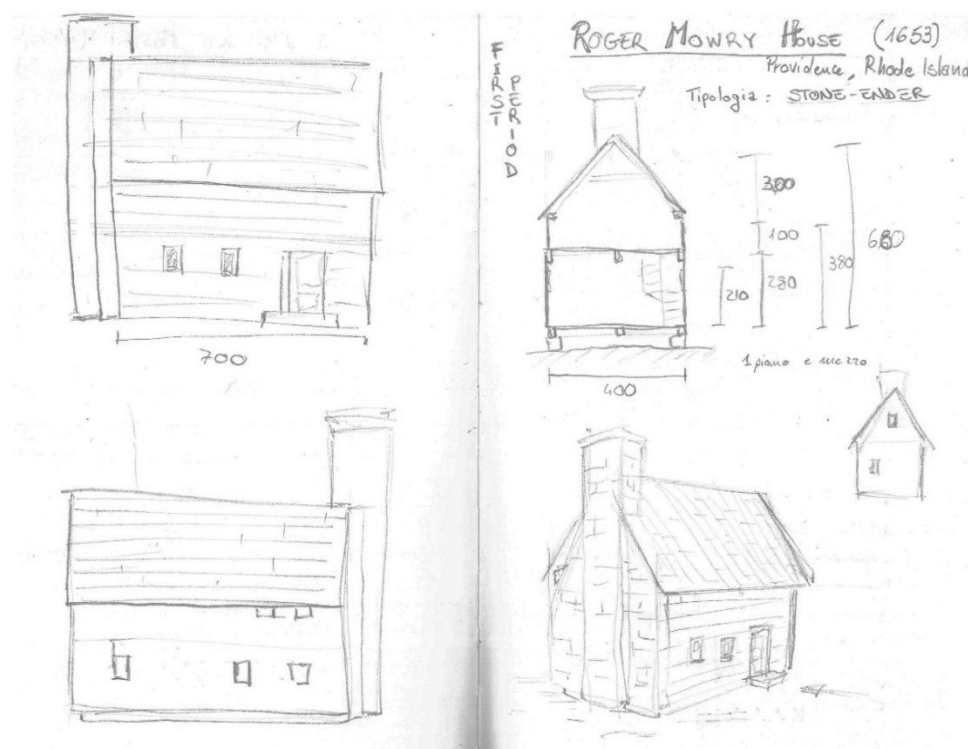 ROGER MOWRY HOUSE (1653)
Providence, Rhode Island
Tipologia: STONE-ENDER
FIRST
PERIOD
300
100
680
380
280
210
1 piano e mezzo
400
700